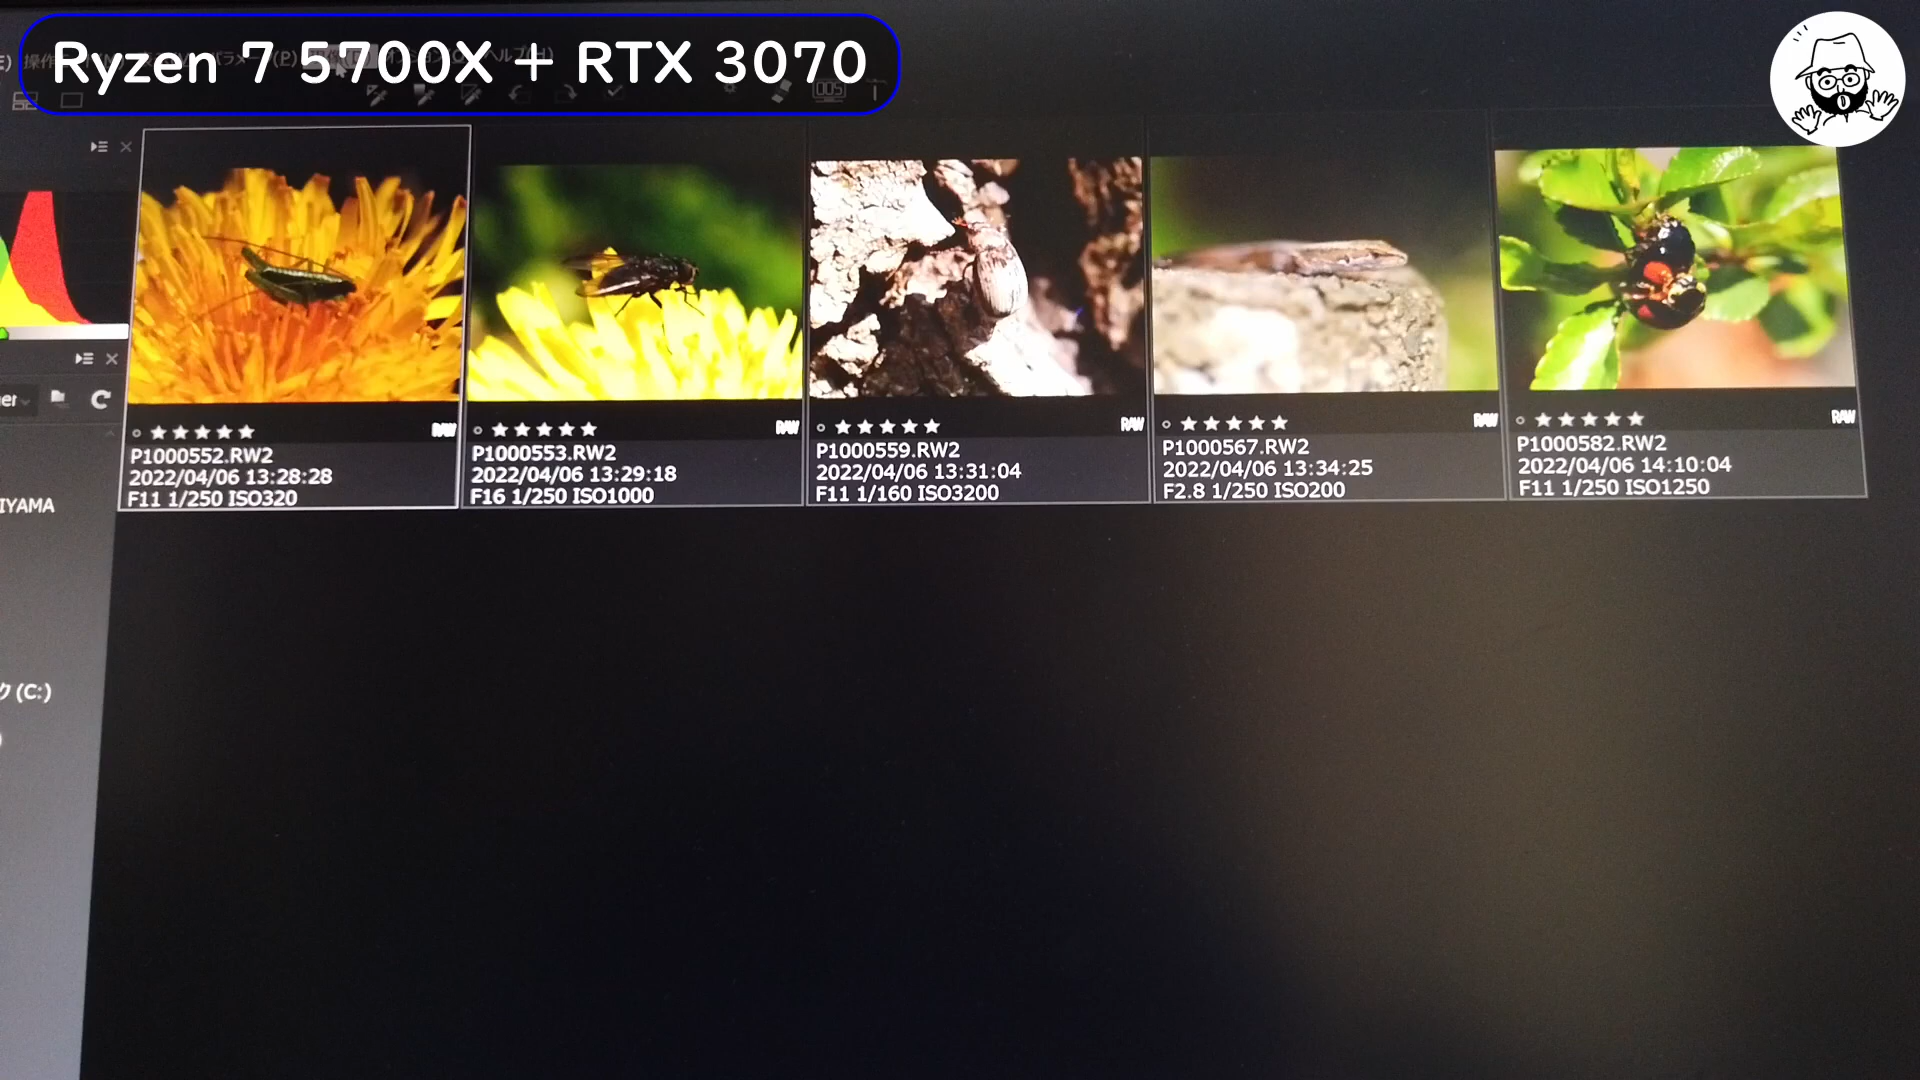 Ryzen 7 5700X + RTX 3070
RAW
P1000552.RW2
2022/04/06 13:28:28
F11 1/250 ISO320
RAW
P1000553.RW2
2022/04/06 13:29:18
F16 1/250 ISO1000
RAW
P1000559.RW2
2022/04/06 13:31:04
F11 1/160 ISO3200
RAW
P1000567.RW2
2022/04/06 13:34:25
F2.8 1/250 ISO200
RAW
P1000582.RW2
2022/04/06 14:10:04
F11 1/250 ISO1250
IYAMA
ク (C:)